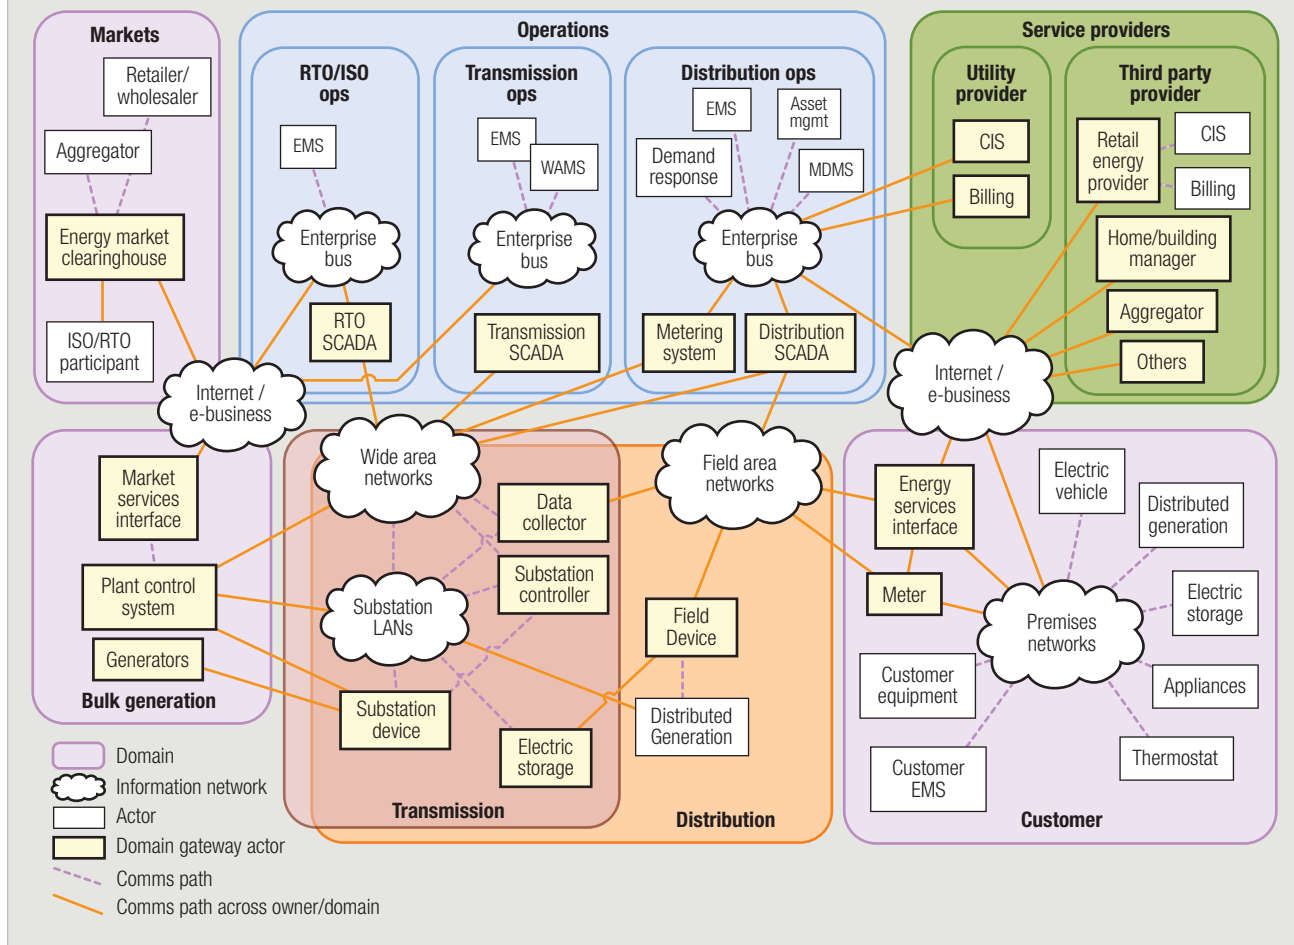 Markets
Retailer/
wholesaler
Aggregator
Energy market
clearinghouse
ISO/RTO
participant
Operations
RTO/ISO
ops
EMS
Enterprise
bus
RTO
SCADA
Transmission
ops
EMS
WAMS
Enterprise
bus
Transmission
SCADA
Distribution ops
EMS
Asset
mgmt
Demand
response
MDMS
Enterprise
bus
Metering
system
Distribution
SCADA
Service providers
Utility
provider
CIS
Billing
Third party
provider
Retail
energy
provider
CIS
Billing
Home/building
manager
Aggregator
Others
Internet /
e-business
Internet /
e-business
Market
services
interface
Plant control
system
Generators
Bulk generation
Wide area
networks
Data
collector
Substation
controller
Substation
LANs
Substation
device
Electric
storage
Transmission
Field area
networks
Field
Device
Distributed
Generation
Distribution
Energy
services
interface
Meter
Electric
vehicle
Distributed
generation
Electric
storage
Premises
networks
Customer
equipment
Appliances
Customer
EMS
Thermostat
Customer
Domain
Information network
Actor
Domain gateway actor
Comms path
Comms path across owner/domain